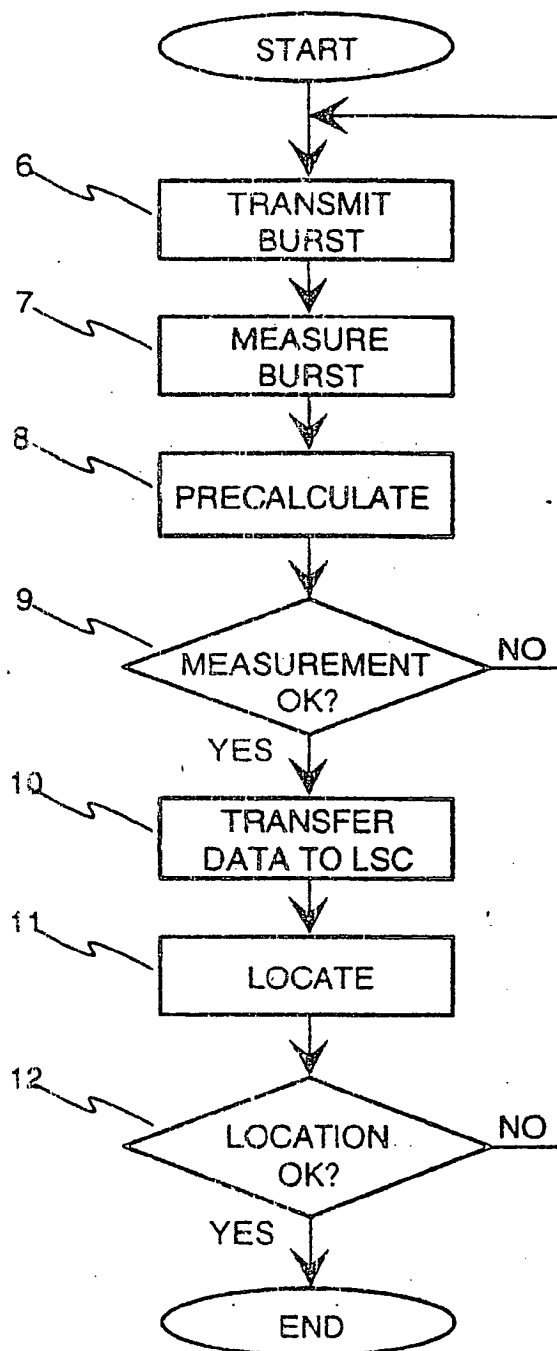 START
6
TRANSMIT
BURST
7
MEASURE
BURST
8
PRECALCULATE
9
MEASUREMENT
OK?
NO
YES
10
TRANSFER
DATA TO LSC
11
LOCATE
12
LOCATION
OK?
NO
YES
END